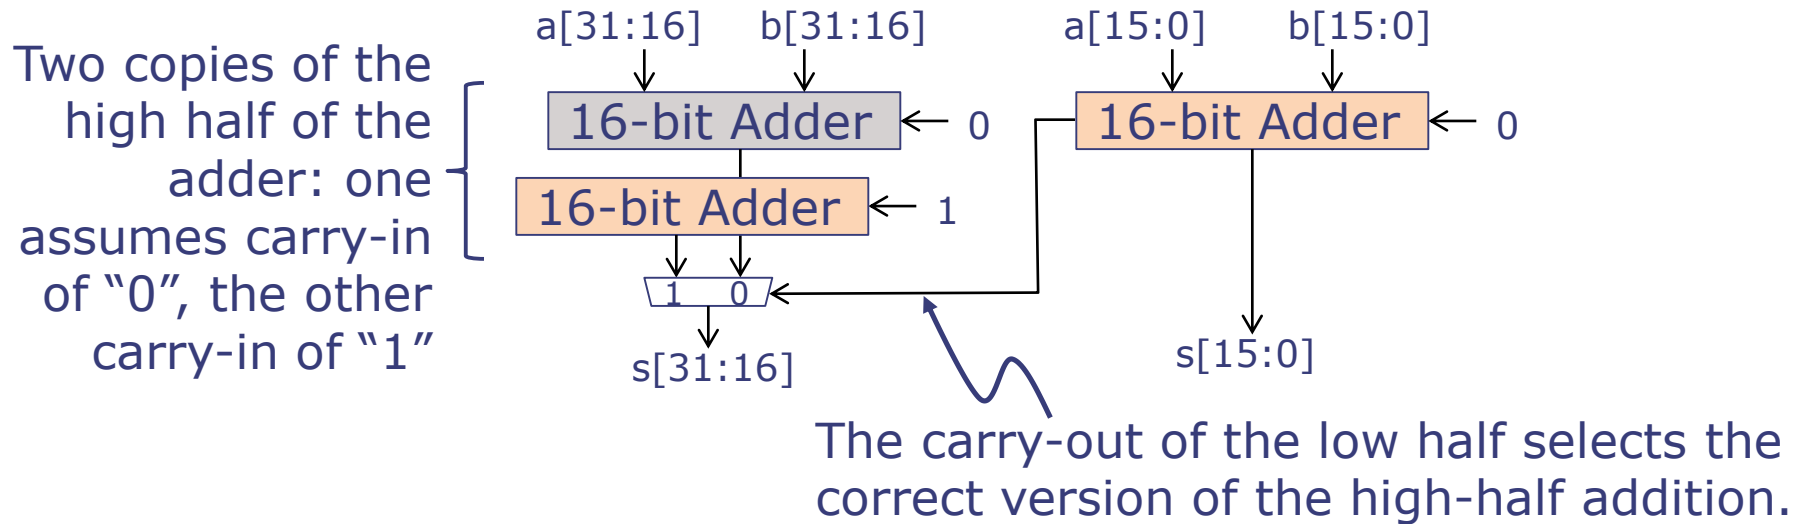 Two copies of the
high half of the
adder: one
assumes carry-in
of “0”, the other
carry-in of “1”
a[31:16] b[31:16]
16-bit Adder 0
16-bit Adder 1
1 0
s[31:16]
a[15:0] b[15:0]
16-bit Adder 0
s[15:0]
The carry-out of the low half selects the
correct version of the high-half addition.